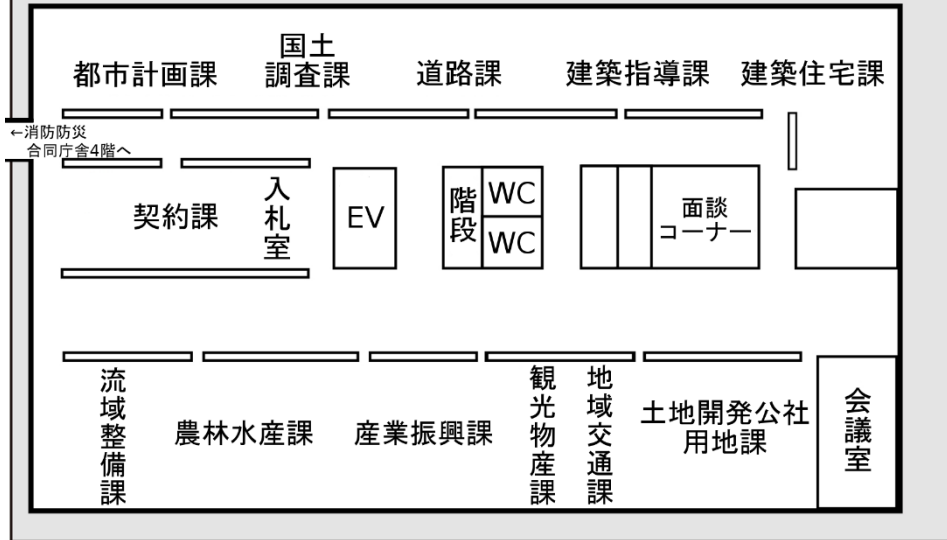 都市計画課
国土
調査課
道路課
建築指導課
建築住宅課
←消防防災
合同庁舎4階へ
契約課
入札室
EV
階段
WC
WC
面談
コーナー
流域整備課
農林水産課
産業振興課
観光物産課
地域交通課
土地開発公社
用地課
会議室